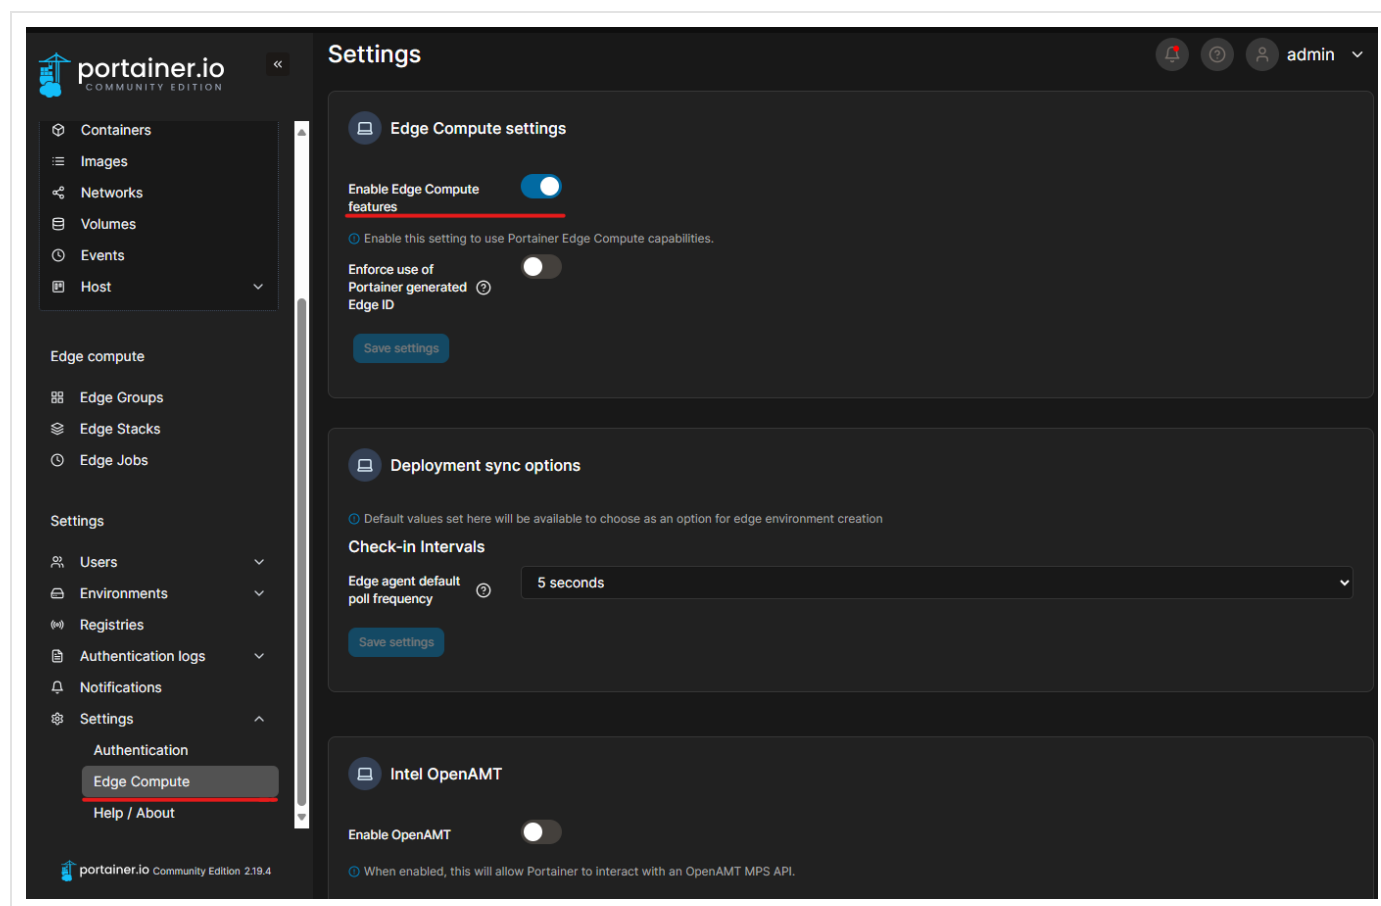 portainer.io
COMMUNITY EDITION
Containers
Images
Networks
Volumes
Events
Host
Edge compute
Edge Groups
Edge Stacks
Edge Jobs
Settings
Users
Environments
Registries
Authentication logs
Notifications
Settings
Authentication
Edge Compute
Help / About
portainer.io Community Edition 2.19.4
Settings
admin
Edge Compute settings
Enable Edge Compute
features
Enable this setting to use Portainer Edge Compute capabilities.
Enforce use of
Portainer generated
Edge ID
Save settings
Deployment sync options
Default values set here will be available to choose as an option for edge environment creation
Check-in Intervals
Edge agent default
poll frequency
5 seconds
Save settings
Intel OpenAMT
Enable OpenAMT
When enabled, this will allow Portainer to interact with an OpenAMT MPS API.